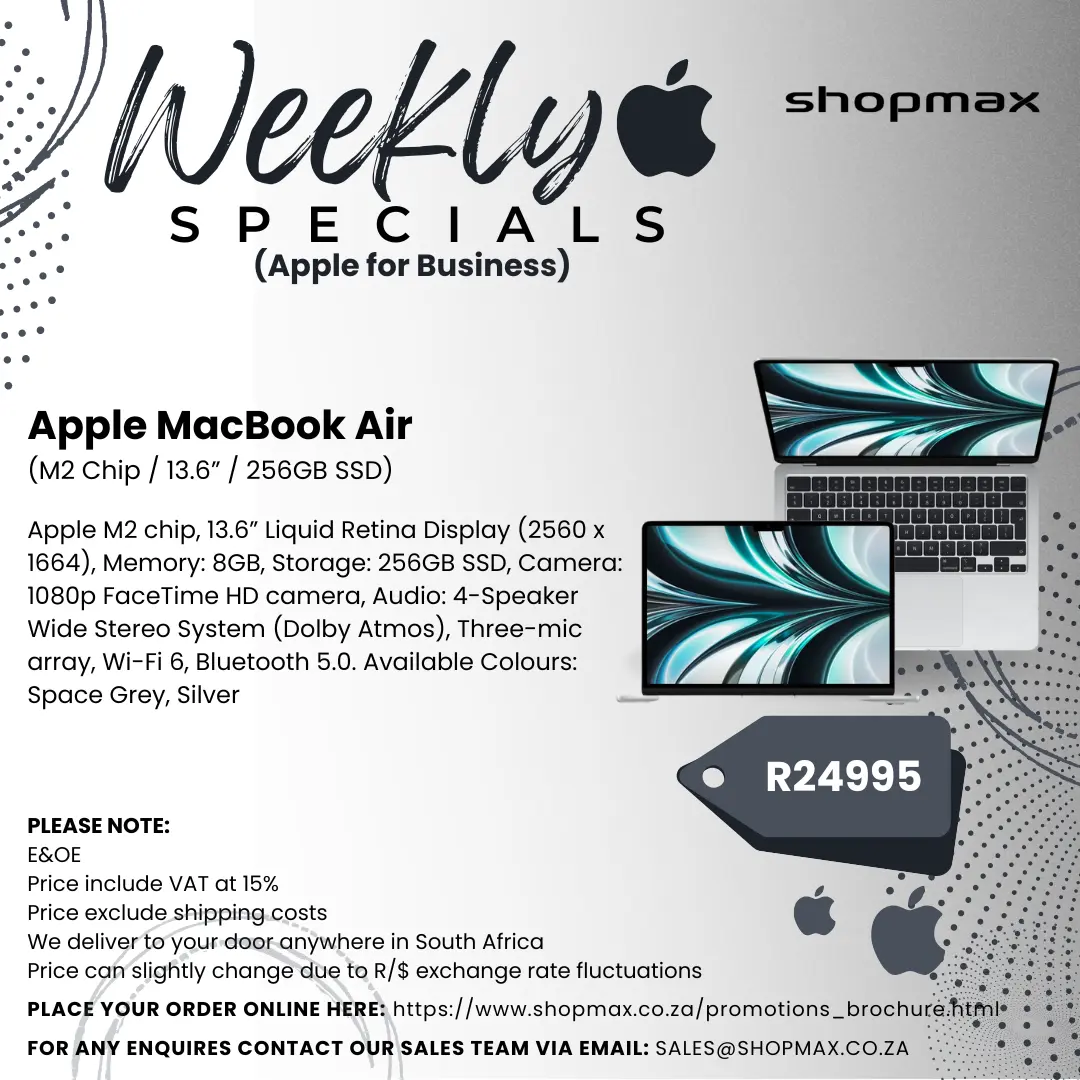 Weekly
shopmax
SPECIALS
(Apple for Business)
Apple MacBook Air
(M2 Chip / 13.6” / 256GB SSD)
Apple M2 chip, 13.6” Liquid Retina Display (2560 x
1664), Memory: 8GB, Storage: 256GB SSD, Camera:
1080p FaceTime HD camera, Audio: 4-Speaker
Wide Stereo System (Dolby Atmos), Three-mic
array, Wi-Fi 6, Bluetooth 5.0. Available Colours:
Space Grey, Silver
R24995
PLEASE NOTE:
E&OE
Price include VAT at 15%
Price exclude shipping costs
We deliver to your door anywhere in South Africa
Price can slightly change due to R/$ exchange rate fluctuations
PLACE YOUR ORDER ONLINE HERE: https://www.shopmax.co.za/promotions_brochure.html
FOR ANY ENQUIRES CONTACT OUR SALES TEAM VIA EMAIL: SALES@SHOPMAX.CO.ZA